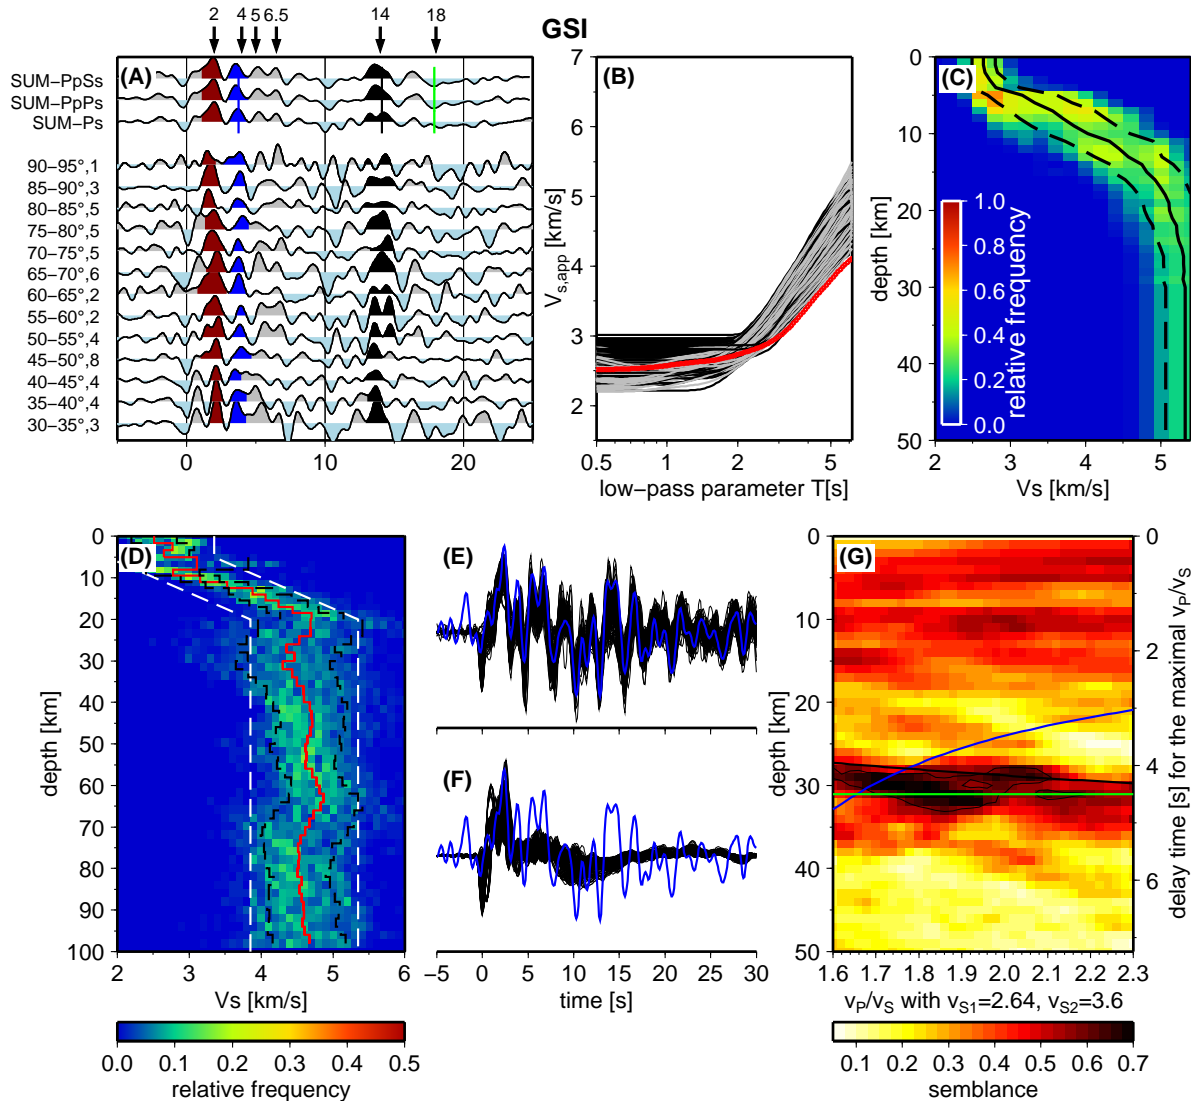 GSI
2 4 5 6.5 14 18
(A)
SUM–PpSs
SUM–PpPs
SUM–Ps
90–95°,1
85–90°,3
80–85°,5
75–80°,5
70–75°,5
65–70°,6
60–65°,2
55–60°,2
50–55°,4
45–50°,8
40–45°,4
35–40°,4
30–35°,3
0 10 20
(B)
Vs,app [km/s]
7
6
5
4
3
2
0.5 1 2 5
low–pass parameter T[s]
(C)
depth [km]
0
10
20
30
40
50
1.0
0.8
0.6
0.4
0.2
0.0
relative frequency
2 3 4 5
Vs [km/s]
(D)
depth [km]
0
10
20
30
40
50
60
70
80
90
100
2 3 4 5 6
Vs [km/s]
0.0 0.1 0.2 0.3 0.4 0.5
relative frequency
(E)
(F)
−5 0 5 10 15 20 25 30
time [s]
(G)
depth [km]
0
10
20
30
40
50
0
2
4
6
delay time [s] for the maximal vP/vS
1.6 1.7 1.8 1.9 2.0 2.1 2.2 2.3
vP/vS with vS1=2.64, vS2=3.6
0.1 0.2 0.3 0.4 0.5 0.6 0.7
semblance